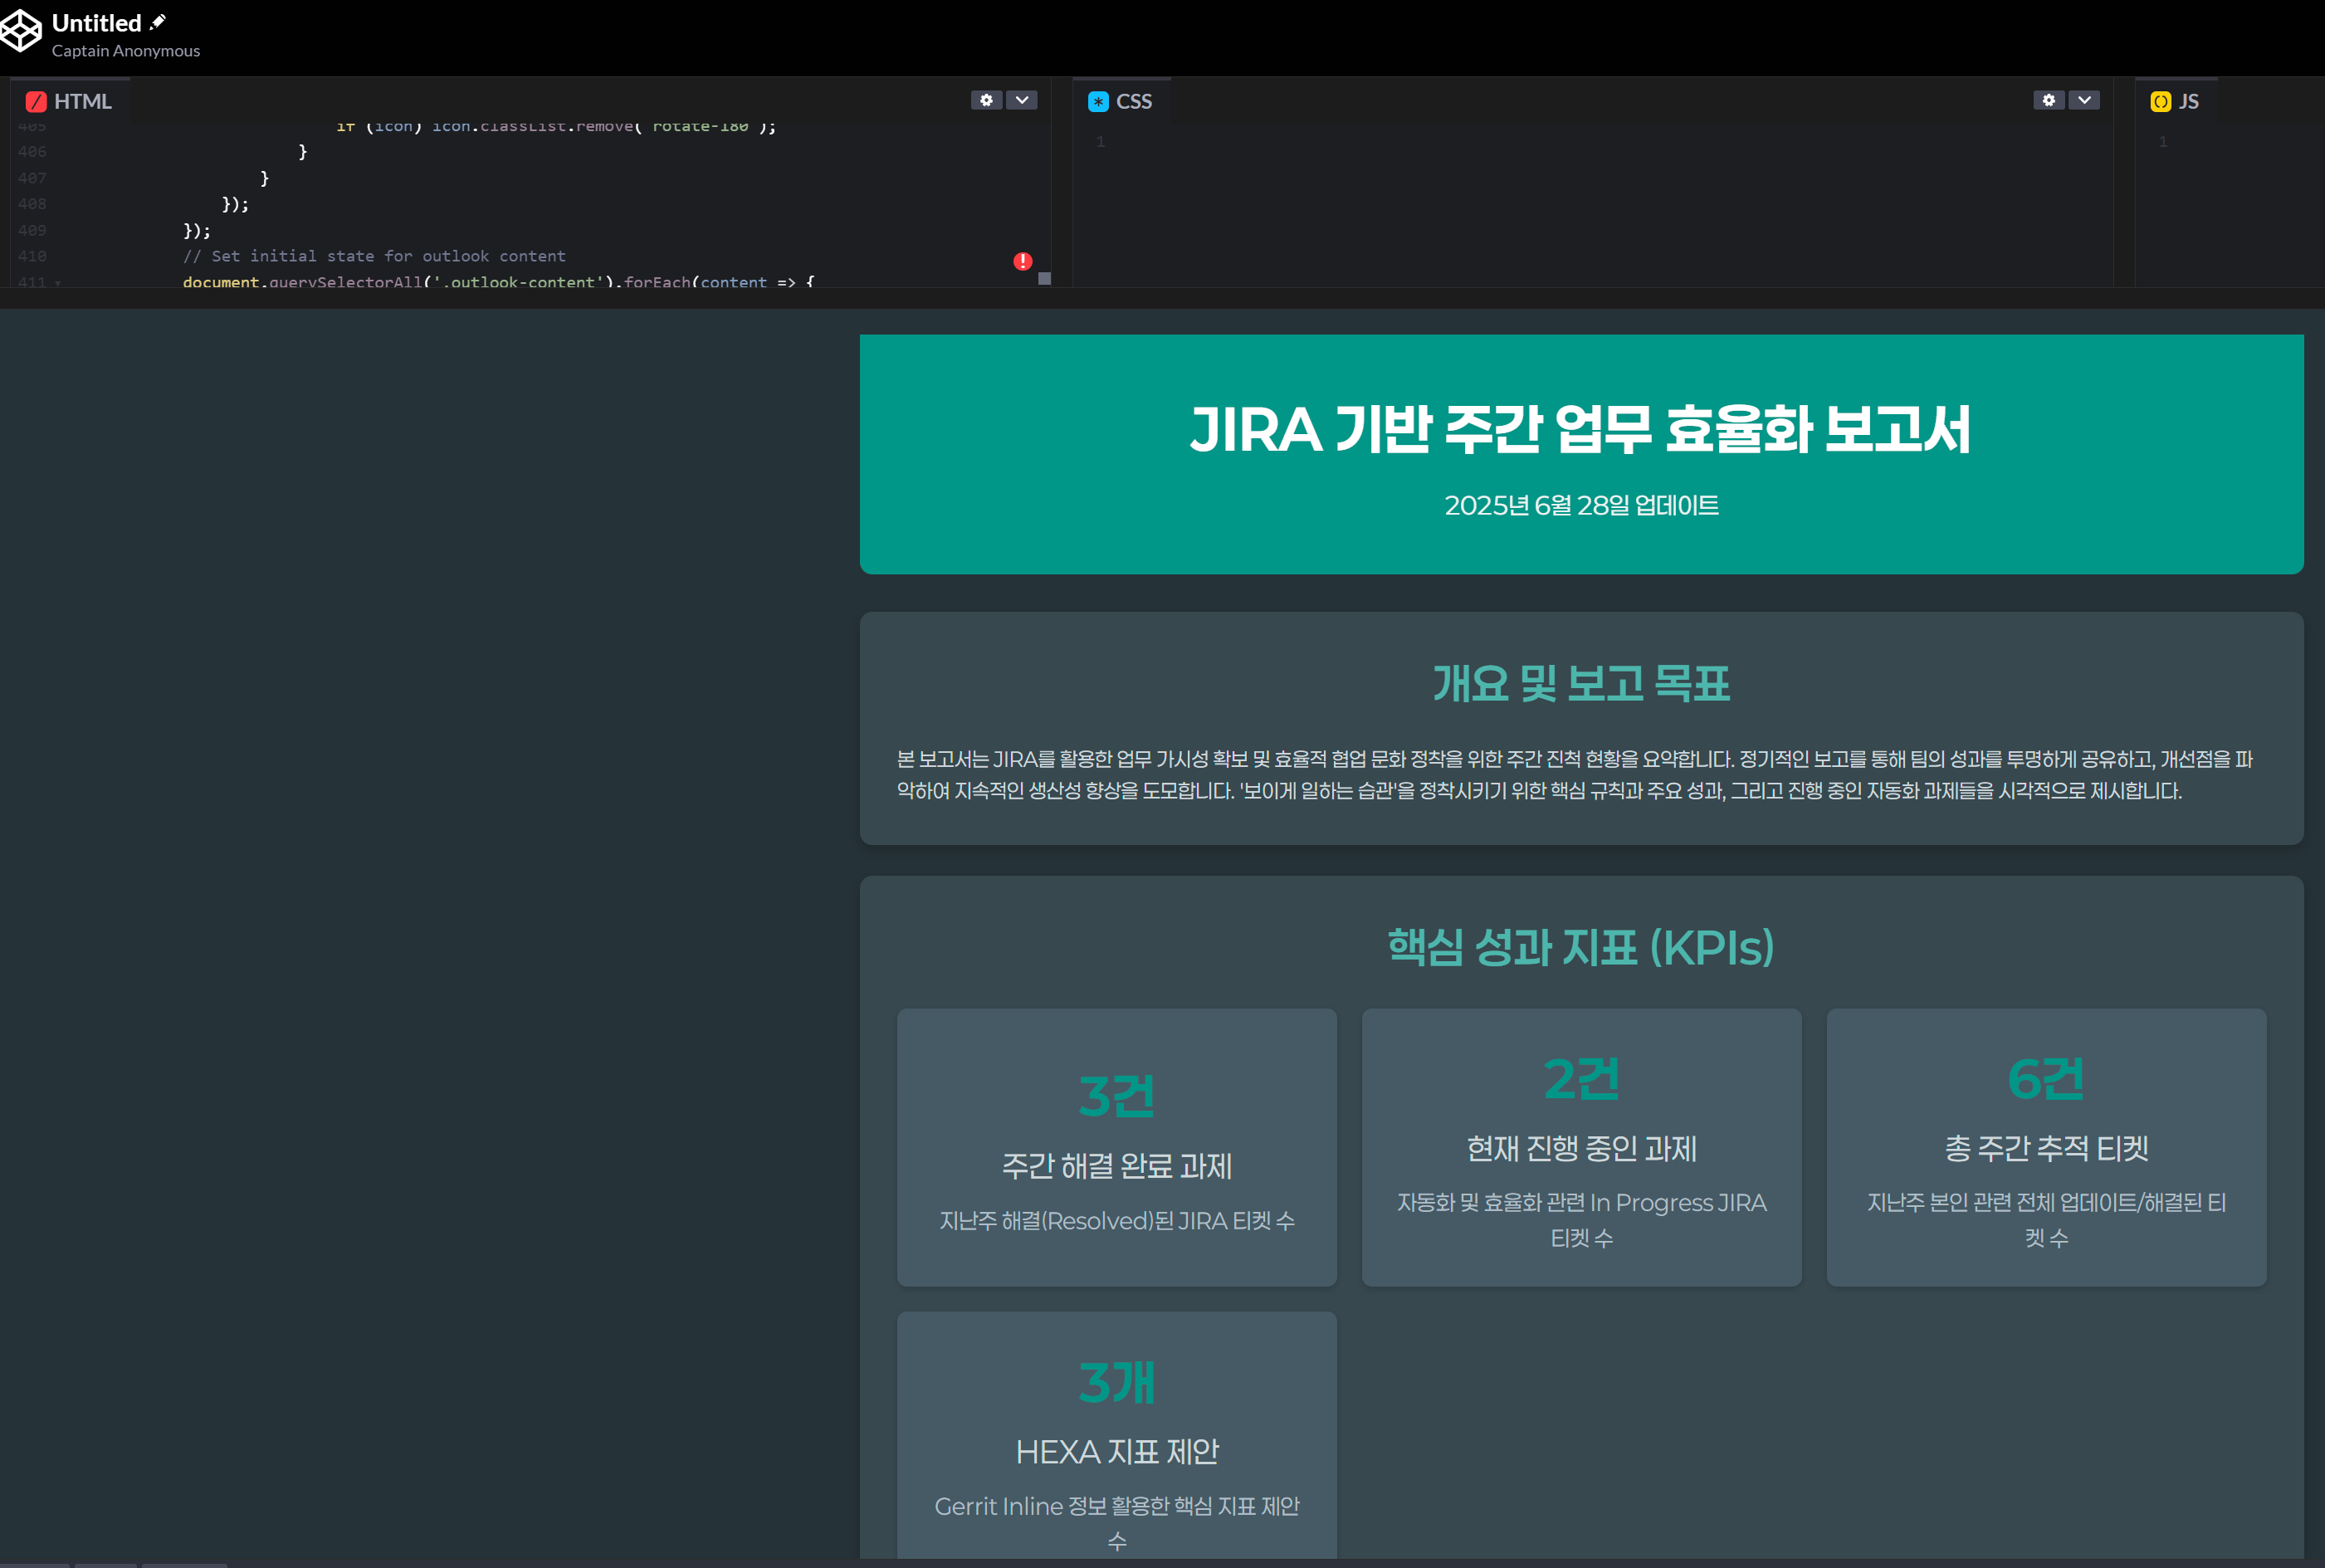 Untitled
Captain Anonymous
HTML
CSS
JS
405 if (icon) icon.classList.remove('rotate-180');
406 }
407 }
408 });
409 });
410 // Set initial state for outlook content
411 document.querySelectorAll('.outlook-content').forEach(content => {
1
1
JIRA 기반 주간 업무 효율화 보고서
2025년 6월 28일 업데이트
개요 및 보고 목표
본 보고서는 JIRA를 활용한 업무 가시성 확보 및 효율적 협업 문화 정착을 위한 주간 진척 현황을 요약합니다. 정기적인 보고를 통해 팀의 성과를 투명하게 공유하고, 개선점을 파
악하여 지속적인 생산성 향상을 도모합니다. '보이게 일하는 습관'을 정착시키기 위한 핵심 규칙과 주요 성과, 그리고 진행 중인 자동화 과제들을 시각적으로 제시합니다.
핵심 성과 지표 (KPIs)
3건
주간 해결 완료 과제
지난주 해결(Resolved)된 JIRA 티켓 수
2건
현재 진행 중인 과제
자동화 및 효율화 관련 In Progress JIRA
티켓 수
6건
총 주간 추적 티켓
지난주 본인 관련 전체 업데이트/해결된 티
켓 수
3개
HEXA 지표 제안
Gerrit Inline 정보 활용한 핵심 지표 제안
수